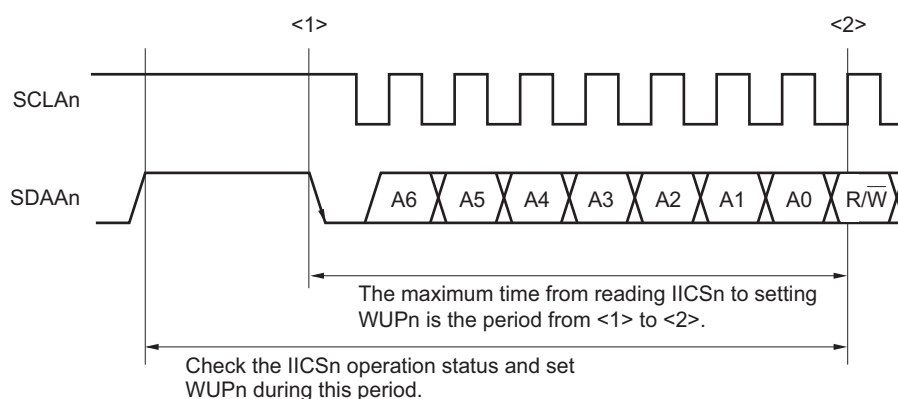 <1> <2>
SCLAn
SDAAn A6 A5 A4 A3 A2 A1 A0 R/W̅
The maximum time from reading IICSn to setting
WUPn is the period from <1> to <2>.
Check the IICSn operation status and set
WUPn during this period.